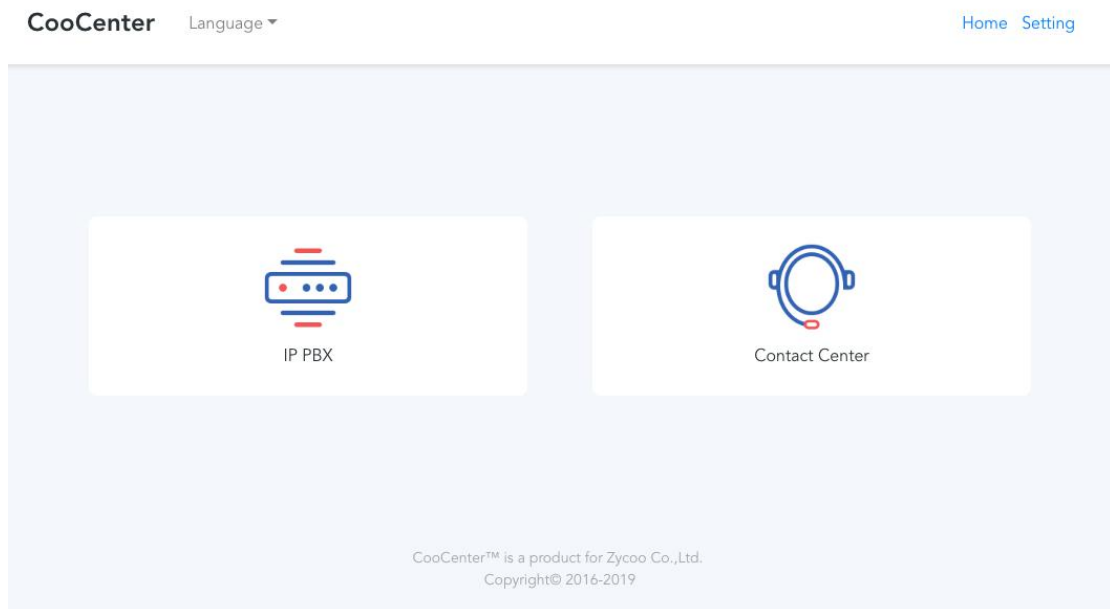 CooCenter Language Home Setting
IP PBX Contact Center
CooCenter™ is a product for Zycoo Co.,Ltd.
Copyright© 2016-2019